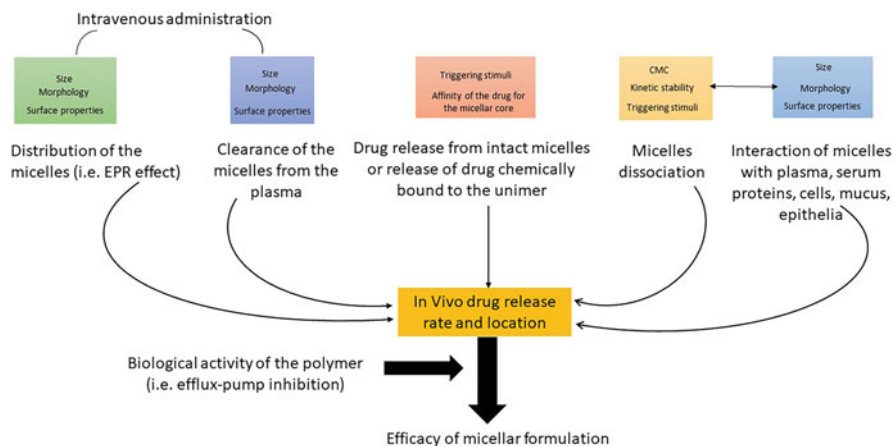 Intravenous administration
Size
Morphology
Surface properties
Size
Morphology
Surface properties
Triggering stimuli
Affinity of the drug for
the micellar core
CMC
Kinetic stability
Triggering stimuli
Size
Morphology
Surface properties
Distribution of the
micelles (i.e. EPR effect)
Clearance of the
micelles from the
plasma
Drug release from intact micelles
or release of drug chemically
bound to the unimer
Micelles
dissociation
Interaction of micelles
with plasma, serum
proteins, cells, mucus,
epithelia
In Vivo drug release
rate and location
Biological activity of the polymer
(i.e. efflux-pump inhibition)
Efficacy of micellar formulation